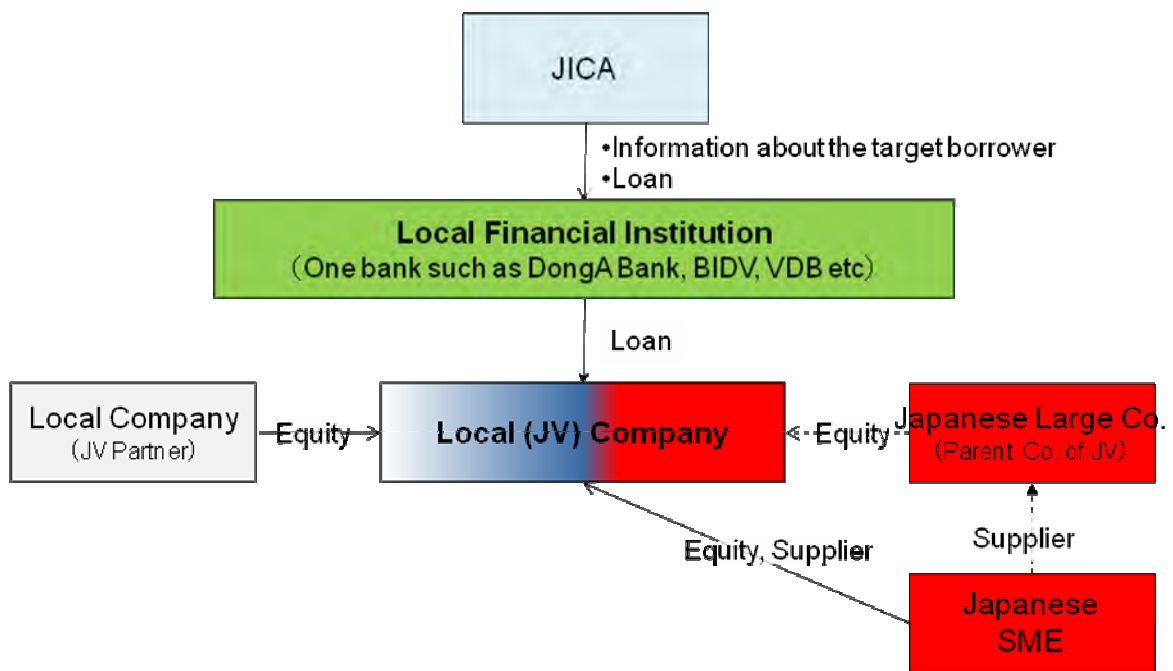 JICA
•Information about the target borrower
•Loan
Local Financial Institution
(One bank such as DongA Bank, BIDV, VDB etc)
Loan
Local Company
(JV Partner)
Equity
Local (JV) Company
Equity
Japanese Large Co.
(Parent Co. of JV)
Equity, Supplier
Supplier
Japanese
SME